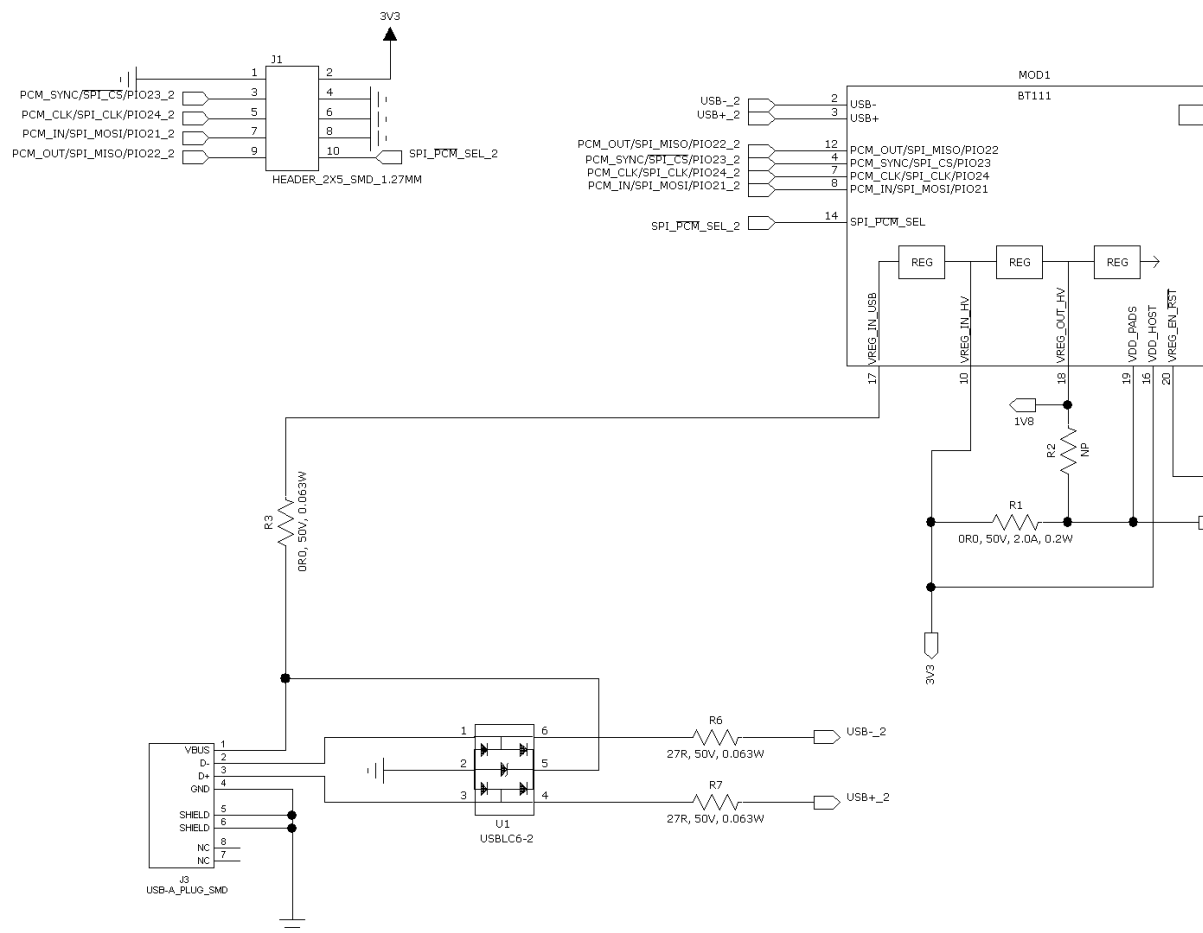 3V3
J1
1 2
PCM_SYNC/SPI_CS/PIO23_2 3 4
PCM_CLK/SPI_CLK/PIO24_2 5 6
PCM_IN/SPI_MOSI/PIO21_2 7 8
PCM_OUT/SPI_MISO/PIO22_2 9 10 SPI_PCM_SEL_2
HEADER_2X5_SMD_1.27MM
MOD1
BT111
USB-_2 2 USB-
USB+_2 3 USB+
PCM_OUT/SPI_MISO/PIO22_2 12 PCM_OUT/SPI_MISO/PIO22
PCM_SYNC/SPI_CS/PIO23_2 4 PCM_SYNC/SPI_CS/PIO23
PCM_CLK/SPI_CLK/PIO24_2 7 PCM_CLK/SPI_CLK/PIO24
PCM_IN/SPI_MOSI/PIO21_2 8 PCM_IN/SPI_MOSI/PIO21
SPI_PCM_SEL_2 14 SPI_PCM_SEL
REG REG REG
VREG_IN_USB
VREG_IN_HV
VREG_OUT_HV
VDD_PADS
VDD_HOST
VREG_EN_RST
17 10 18 19 16 20
1V8
R2
NP
R1
0R0, 50V, 2.0A, 0.2W
3V3
R3
0R0, 50V, 0.063W
VBUS 1
D- 2
D+ 3
GND 4
SHIELD 5
SHIELD 6
NC 8
NC 7
J3
USB-A_PLUG_SMD
1 6
2 5
3 4
U1
USBLC6-2
R6
27R, 50V, 0.063W
USB-_2
R7
27R, 50V, 0.063W
USB+_2